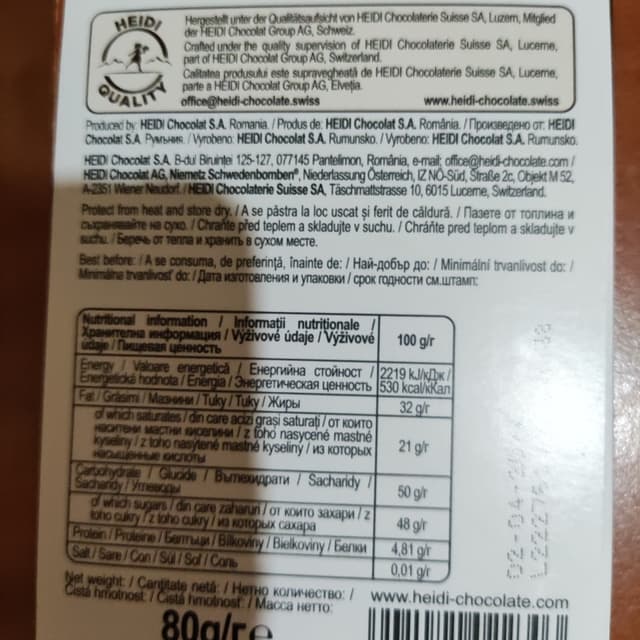 HEIDI
QUALITY
Hergestellt unter der Qualitätsaufsicht von HEIDI Chocolaterie Suisse SA, Luzern, Mitglied
der HEIDI Chocolat Group AG, Schweiz.
Crafted under the quality supervision of HEIDI Chocolaterie Suisse SA, Lucerne,
part of HEIDI Chocolat Group AG, Switzerland.
Calitatea produsului este supravegheată de HEIDI Chocolaterie Suisse SA, Lucerne,
parte a HEIDI Chocolat Group AG, Elveția.
office@heidi-chocolate.swiss www.heidi-chocolate.swiss
Produced by: HEIDI Chocolat S.A. Romania. / Produs de: HEIDI Chocolat S.A. România. / Произведено от: HEIDI
Chocolat S.A. Румъния. / Vyrobeno: HEIDI Chocolat S.A. Rumunsko. / Vyrobeno: HEIDI Chocolat S.A. Rumunsko.
HEIDI Chocolat S.A. B-dul Biruinței 125-127, 077145 Pantelimon, România, e-mail: office@heidi-chocolate.com /
HEIDI Chocolat AG, Niemetz Schwedenbomben®, Niederlassung Österreich, IZ NÖ-Süd, Straße 2c, Objekt M 52,
A-2351 Wiener Neudorf. / HEIDI Chocolaterie Suisse SA, Täschmattstrasse 10, 6015 Lucerne, Switzerland.
Protect from heat and store dry. / A se păstra la loc uscat și ferit de căldură. / Пазете от топлина и
съхранявайте на сухо. / Chraňte před teplem a skladujte v suchu. / Chráňte pred teplom a skladujte v
suchu. / Беречь от тепла и хранить в сухом месте.
Best before: / A se consuma, de preferință, înainte de: / Най-добър до: / Minimální trvanlivost do: /
Minimálna trvanlivosť do: / Дата изготовления и упаковки / срок годности см.штамп:
Nutritional information / Informații nutriționale /
Хранителна информация / Výživové údaje / Výživové
údaje / Пищевая ценность 100 g/г
Energy / Valoare energetică / Енергийна стойност / 2219 kJ/кДж /
Energetická hodnota / Energia / Энергетическая ценность 530 kcal/кКал
Fat / Grăsimi / Мазнини / Tuky / Tuky / Жиры 32 g/г
of which saturates / din care acizi grași saturați / от които
наситени мастни киселини / z toho nasycené mastné
kyseliny / z toho nasýtené mastné kyseliny / из которых
насыщенные кислоты 21 g/г
Carbohydrate / Glucide / Въглехидрати / Sacharidy /
Sacharidy / Углеводы 50 g/г
of which sugars / din care zaharuri / от които захари / z
toho cukry / z toho cukry / из которых сахара 48 g/г
Protein / Proteine / Белтъци / Bílkoviny / Bielkoviny / Белки 4,81 g/г
Salt / Sare / Сол / Sůl / Soľ / Соль 0,01 g/г
02-04-20
Net weight: / Cantitate netă: / Нетно количество: / www.heidi-chocolate.com
Čistá hmotnost: / Čistá hmotnosť: / Масса нетто:
80g/г e